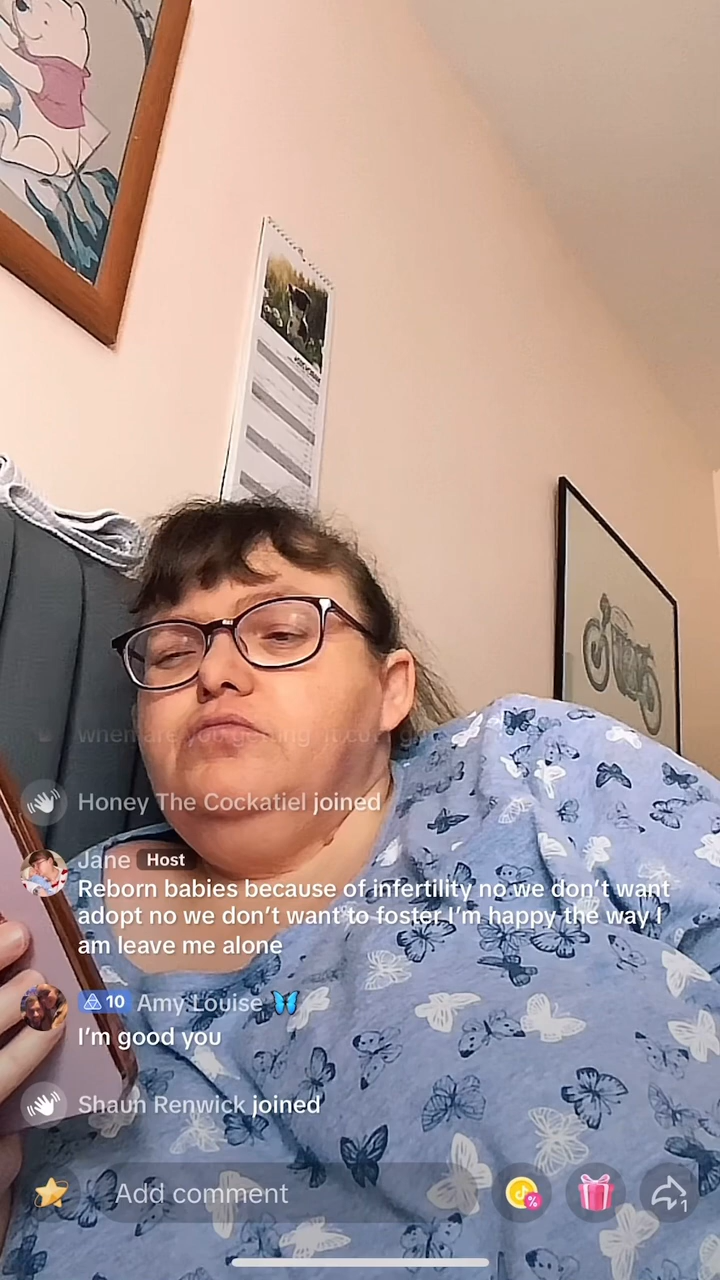 Honey The Cockatiel joined
Jane Host
Reborn babies because of infertility no we don't want
adopt no we don't want to foster I'm happy the way I
am leave me alone
10 Amy Louise 🦋
I'm good you
Shaun Renwick joined
Add comment
1